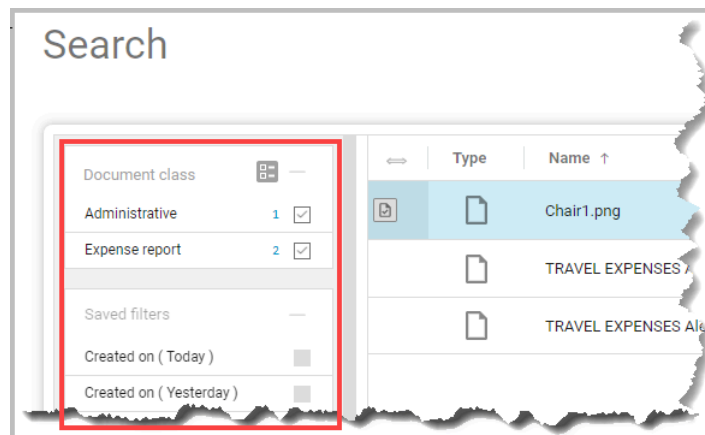 Search
Document class
Administrative 1
Expense report 2
Saved filters
Created on ( Today )
Created on ( Yesterday )
Type Name ↑
Chair1.png
TRAVEL EXPENSES
TRAVEL EXPENSES Ale